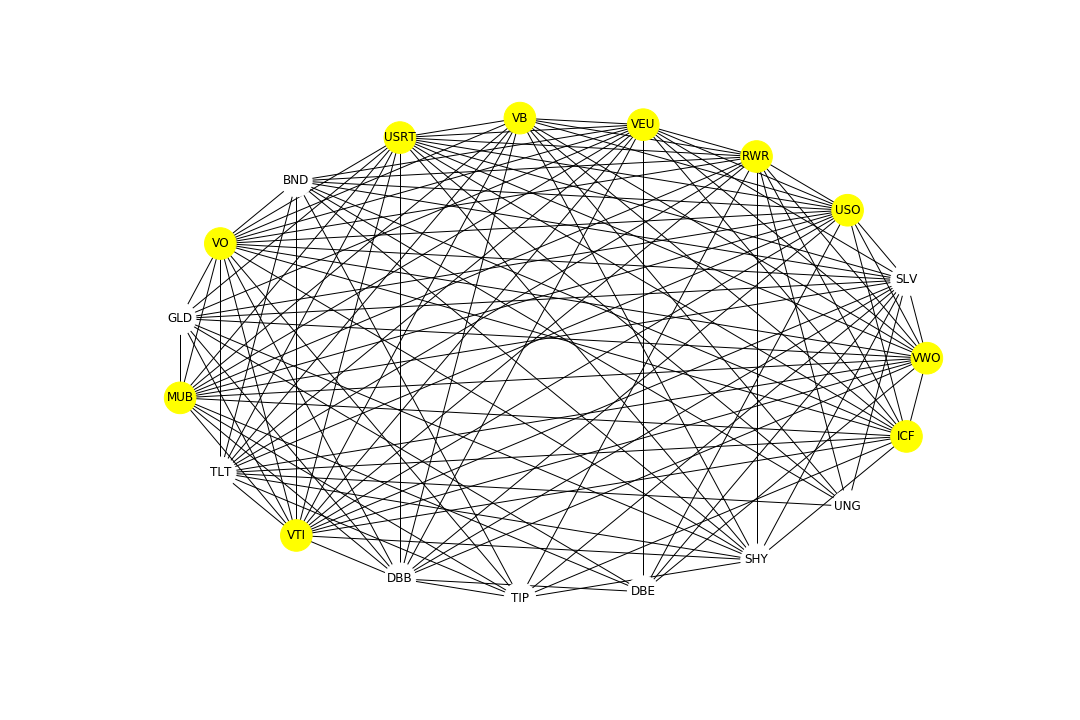 VB
VEU
USRT
RWR
BND
USO
VO
SLV
GLD
VWO
MUB
ICF
TLT
UNG
VTI
SHY
DBB
DBE
TIP